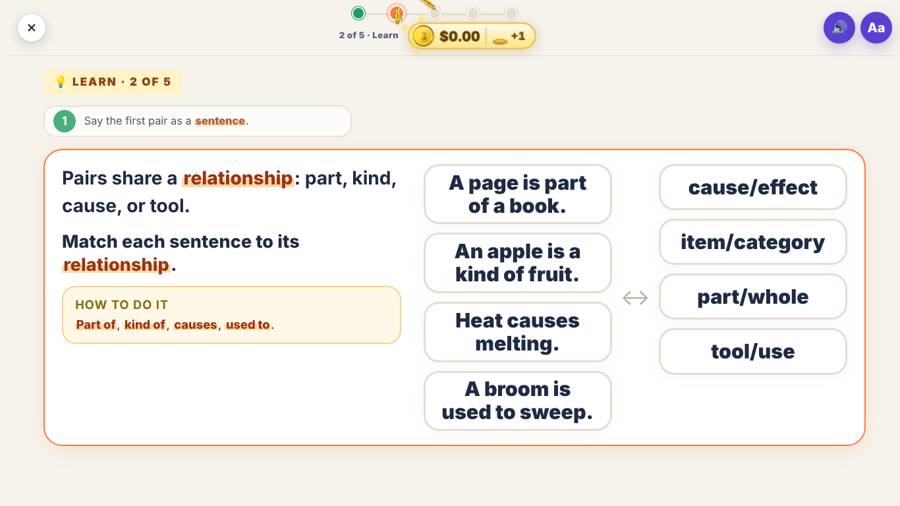 2 of 5 · Learn
$0.00
+1
Aa
💡 LEARN · 2 OF 5
1 Say the first pair as a sentence.
Pairs share a relationship: part, kind,
cause, or tool.
Match each sentence to its
relationship.
HOW TO DO IT
Part of, kind of, causes, used to.
A page is part
of a book.
An apple is a
kind of fruit.
Heat causes
melting.
A broom is
used to sweep.
cause/effect
item/category
part/whole
tool/use